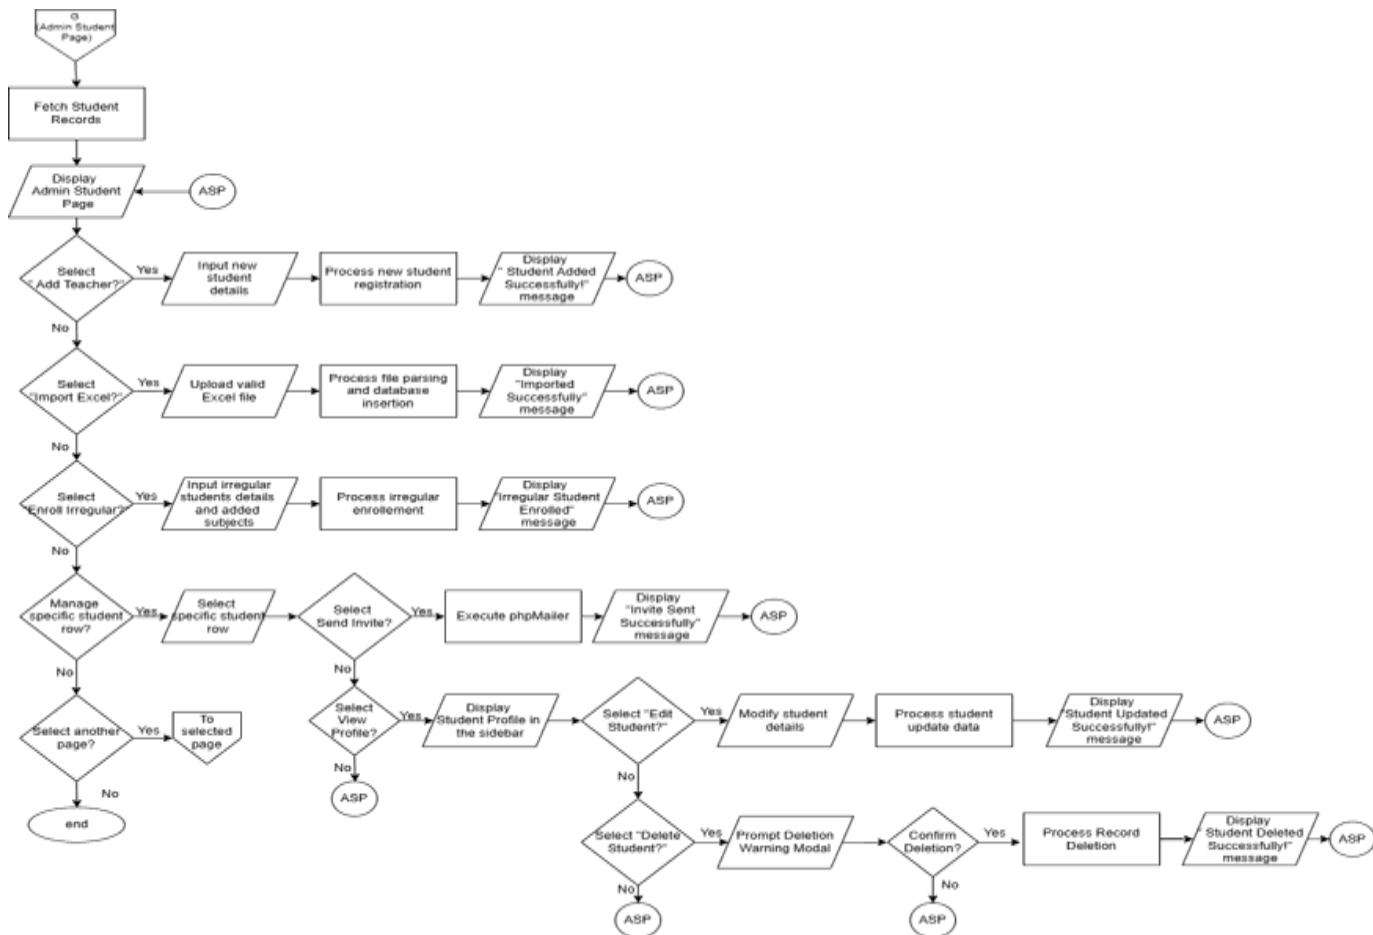 G
(Admin Student
Page)
Fetch Student
Records
Display
Admin Student
Page
ASP
Select
" Add Teacher?"
Yes
Input new
student
details
Process new student
registration
Display
" Student Added
Successfully!"
message
ASP
No
Select
"Import Excel?"
Yes
Upload valid
Excel file
Process file parsing
and database
insertion
Display
"Imported
Successfully"
message
ASP
No
Select
"Enroll Irregular?"
Yes
Input irregular
students details
and added
subjects
Process irregular
enrollement
Display
"Irregular Student
Enrolled"
message
ASP
No
Manage
specific student
row?
Yes
Select
specific student
row
Select
Send Invite?
Yes
Execute phpMailer
Display
"Invite Sent
Successfully"
message
ASP
No
No
Select another
page?
Yes
To
selected
page
Select
View
Profile?
Yes
Display
Student Profile in
the sidebar
Select "Edit
Student?"
Yes
Modify student
details
Process student
update data
Display
"Student Updated
Successfully!"
message
ASP
No
No
No
ASP
end
Select "Delete
Student?"
Yes
Prompt Deletion
Warning Modal
Confirm
Deletion?
Yes
Process Record
Deletion
Display
" Student Deleted
Successfully!"
message
ASP
No
No
ASP
ASP